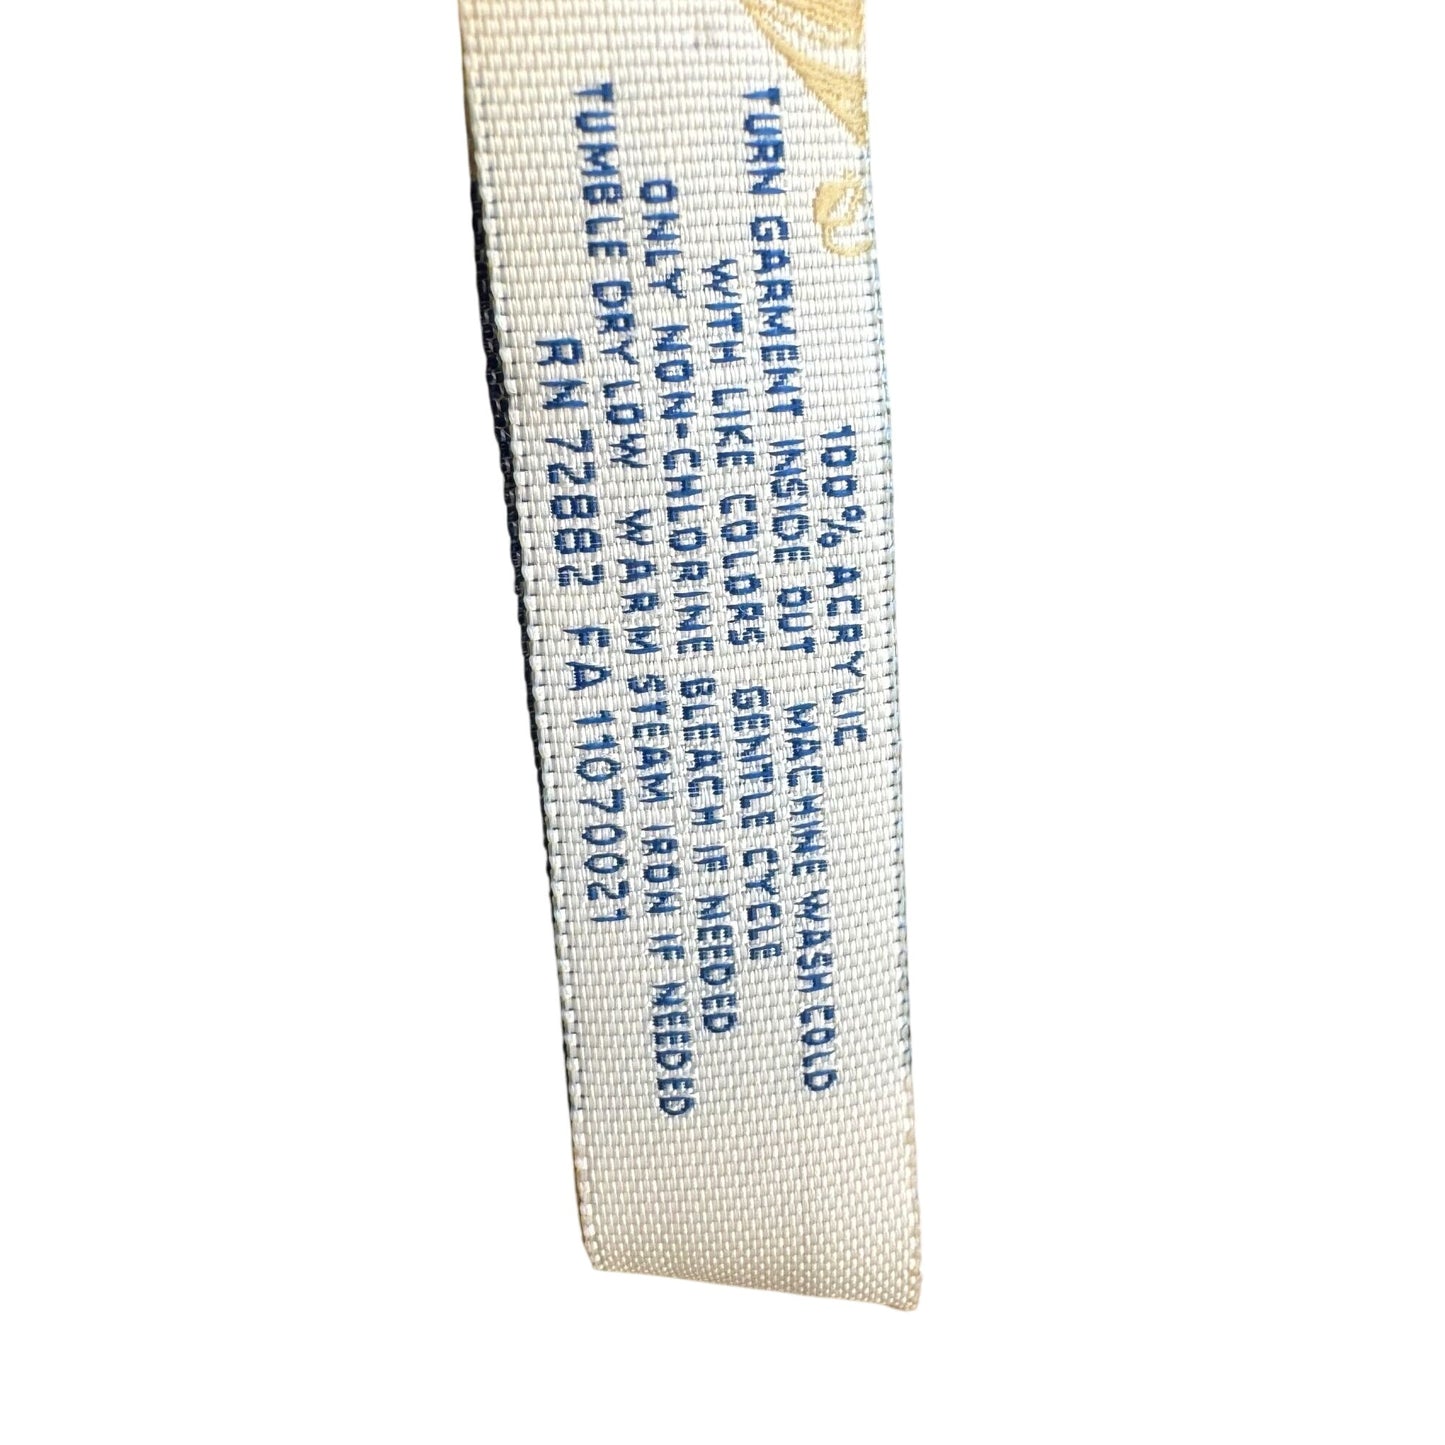 100% ACRYLIC
TURN GARMENT INSIDE OUT MACHINE WASH COLD
WITH LIKE COLORS GENTLE CYCLE
ONLY NON-CHLORINE BLEACH IF NEEDED
TUMBLE DRY LOW WARM STEAM IRON IF NEEDED
RN 72882 FA 11070021